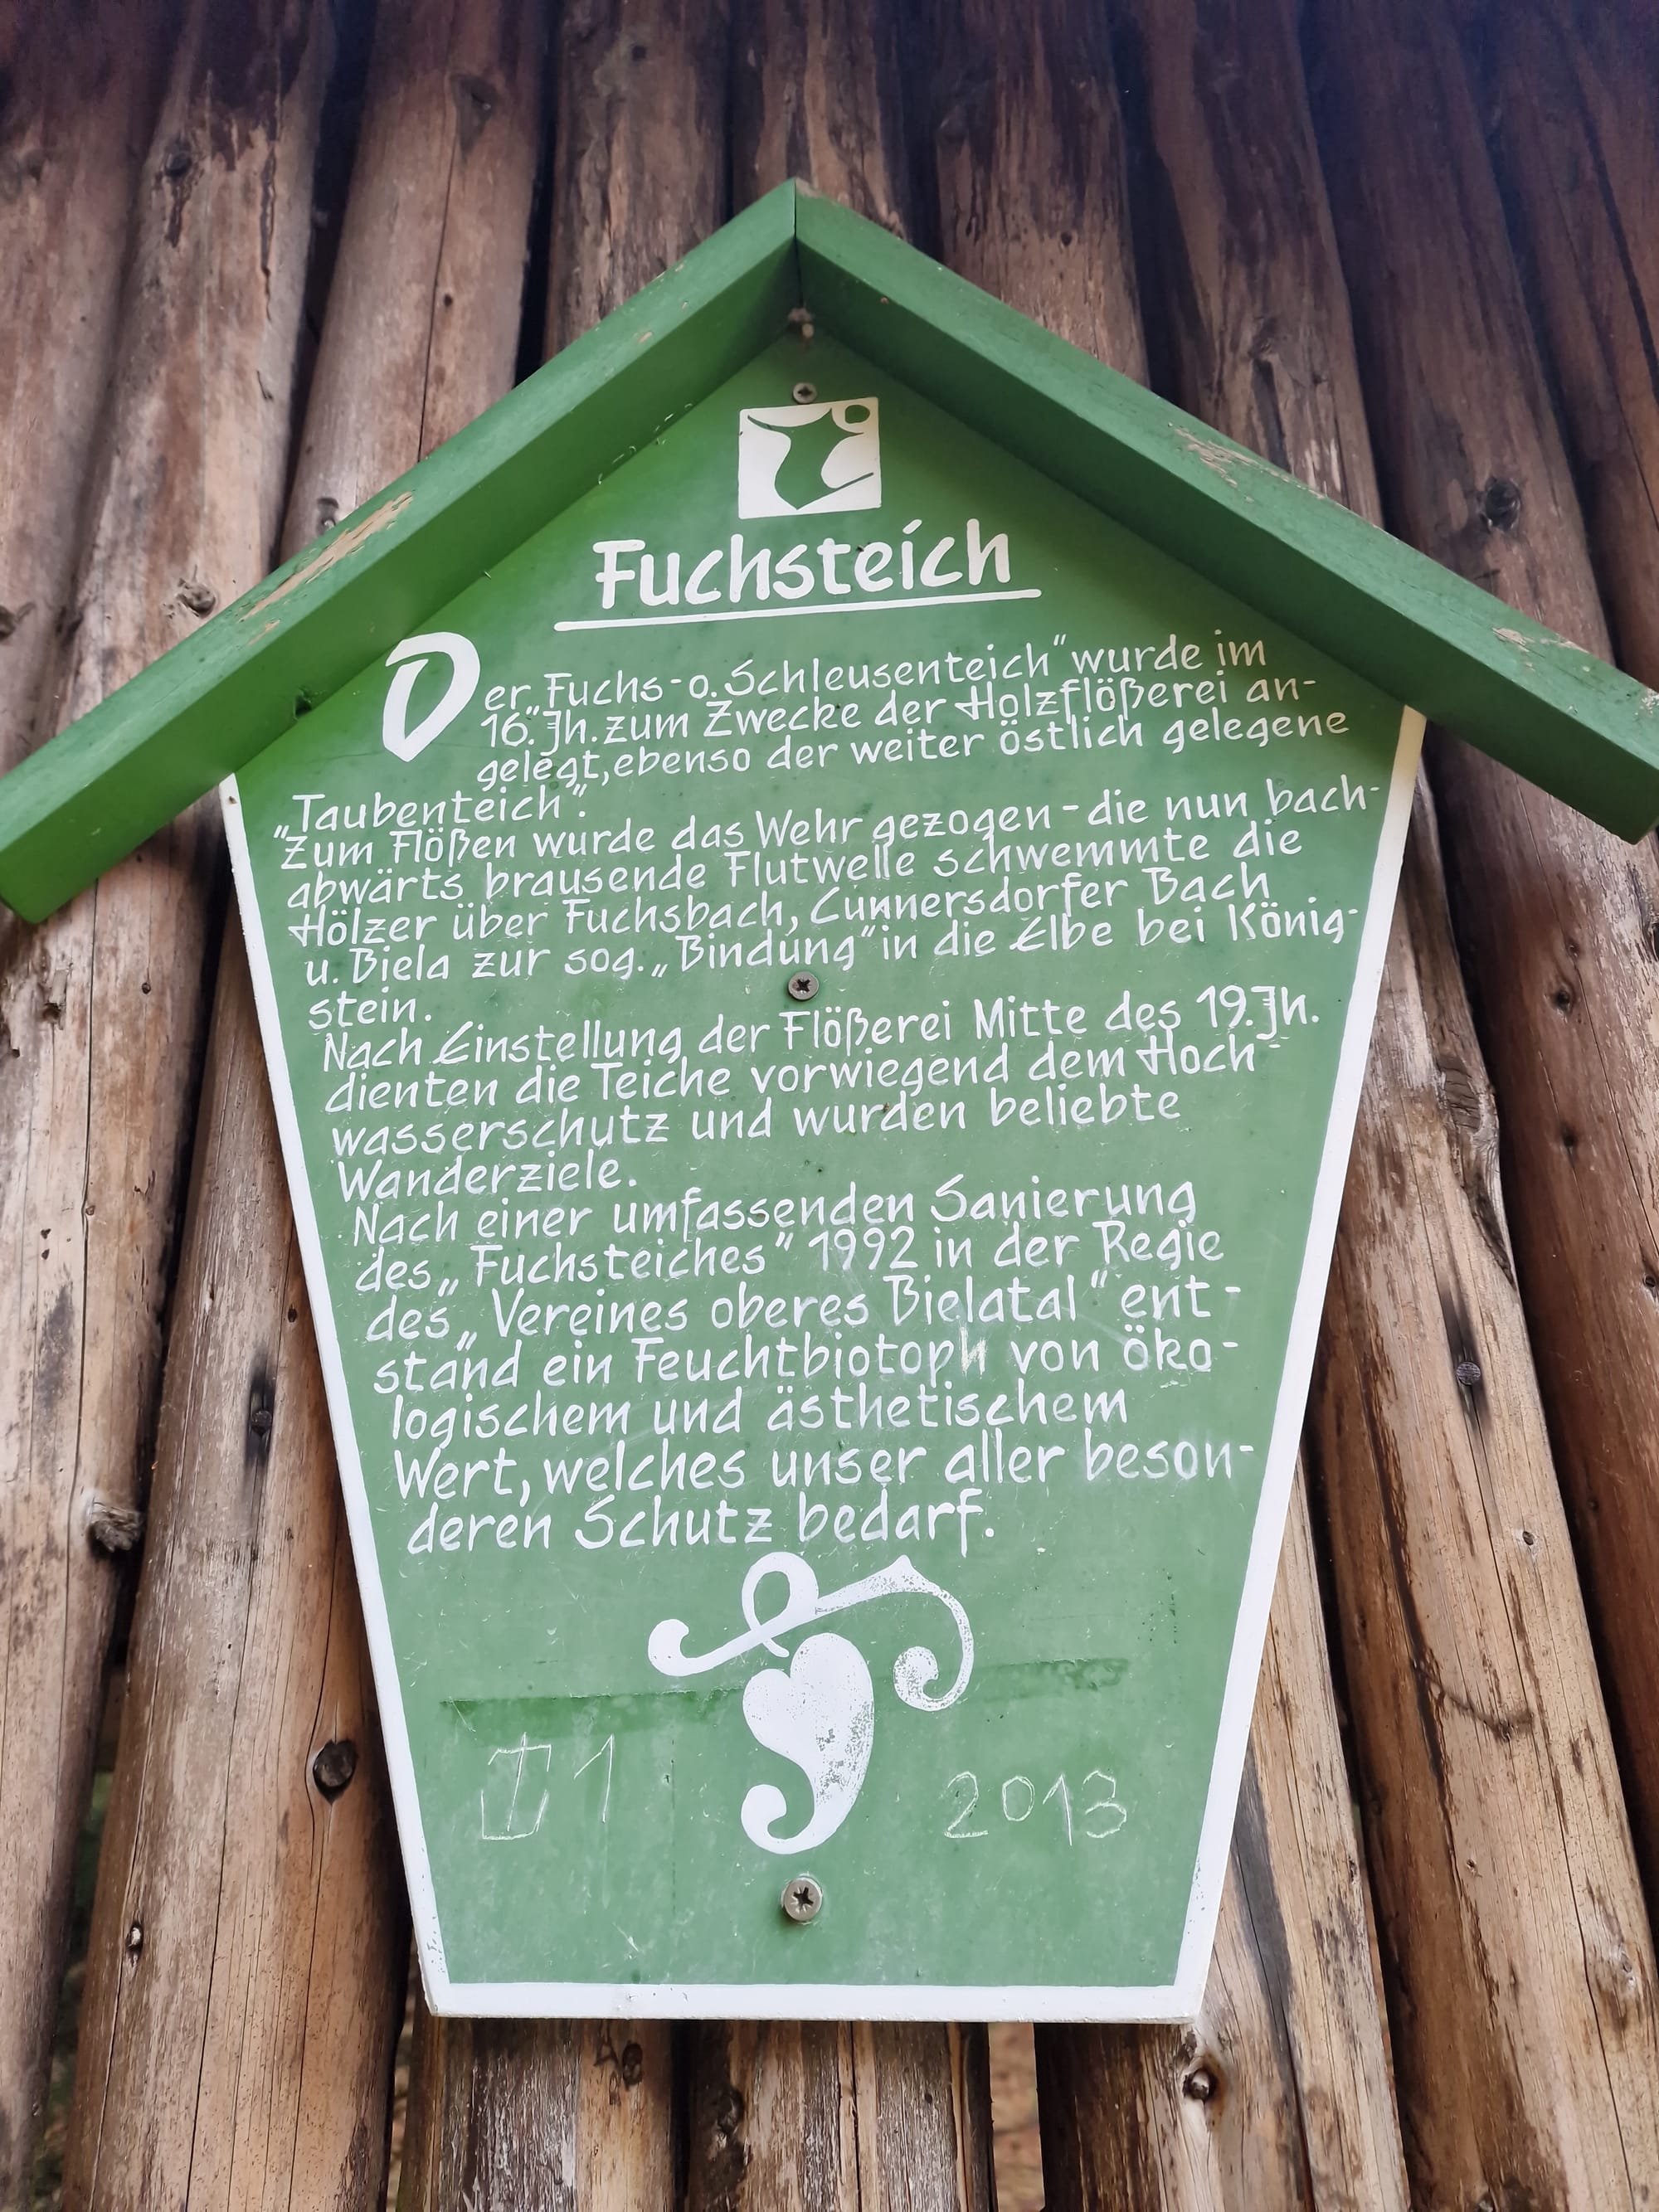 Fuchsteich
Der „Fuchs- o. Schleusenteich“ wurde im
16. Jh. zum Zwecke der Holzflößerei an-
gelegt, ebenso der weiter östlich gelegene
„Taubenteich“.
Zum Flößen wurde das Wehr gezogen - die nun bach-
abwärts brausende Flutwelle schwemmte die
Hölzer über Fuchsbach, Cunnersdorfer Bach
u. Biela zur sog. „Bindung“ in die Elbe bei König-
stein.
Nach Einstellung der Flößerei Mitte des 19. Jh.
dienten die Teiche vorwiegend dem Hoch-
wasserschutz und wurden beliebte
Wanderziele.
Nach einer umfassenden Sanierung
des „Fuchsteiches“ 1992 in der Regie
des „Vereines oberes Bielatal“ ent-
stand ein Feuchtbiotoph von öko-
logischem und ästhetischem
Wert, welches unser aller beson-
deren Schutz bedarf.
1 2013